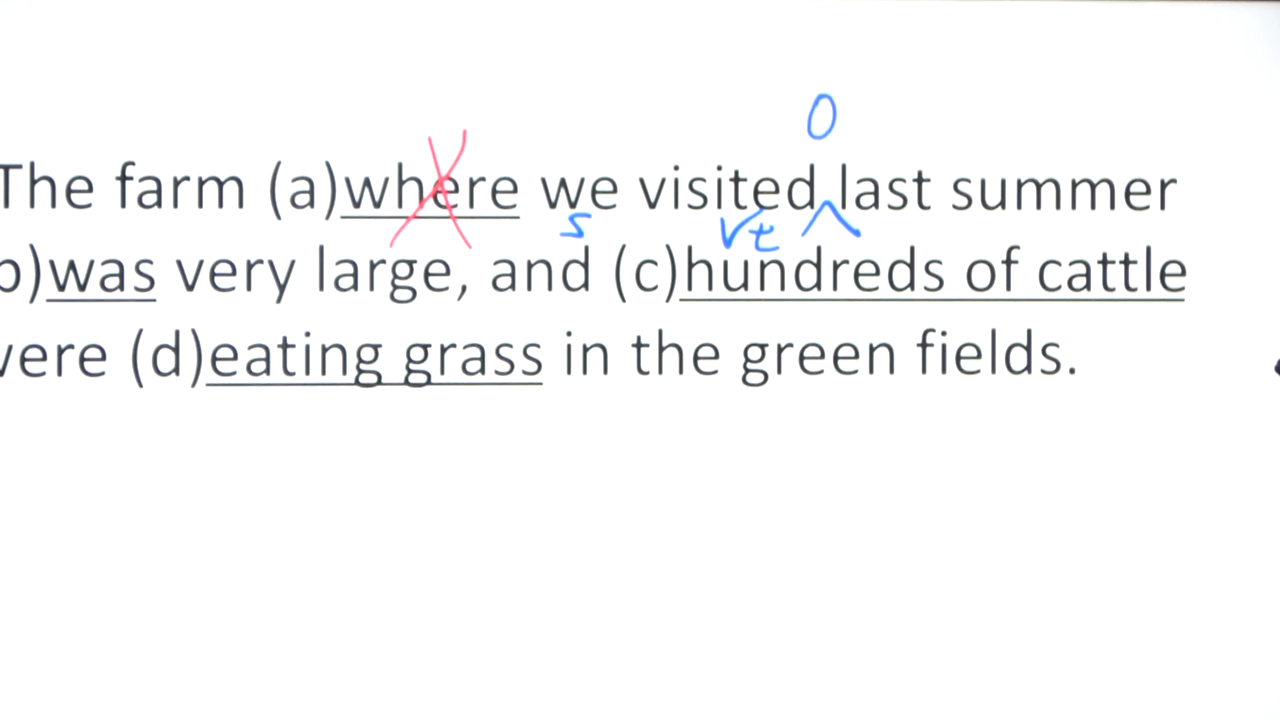 O
The farm (a)where we visited last summer
s vt
b)was very large, and (c)hundreds of cattle
were (d)eating grass in the green fields.